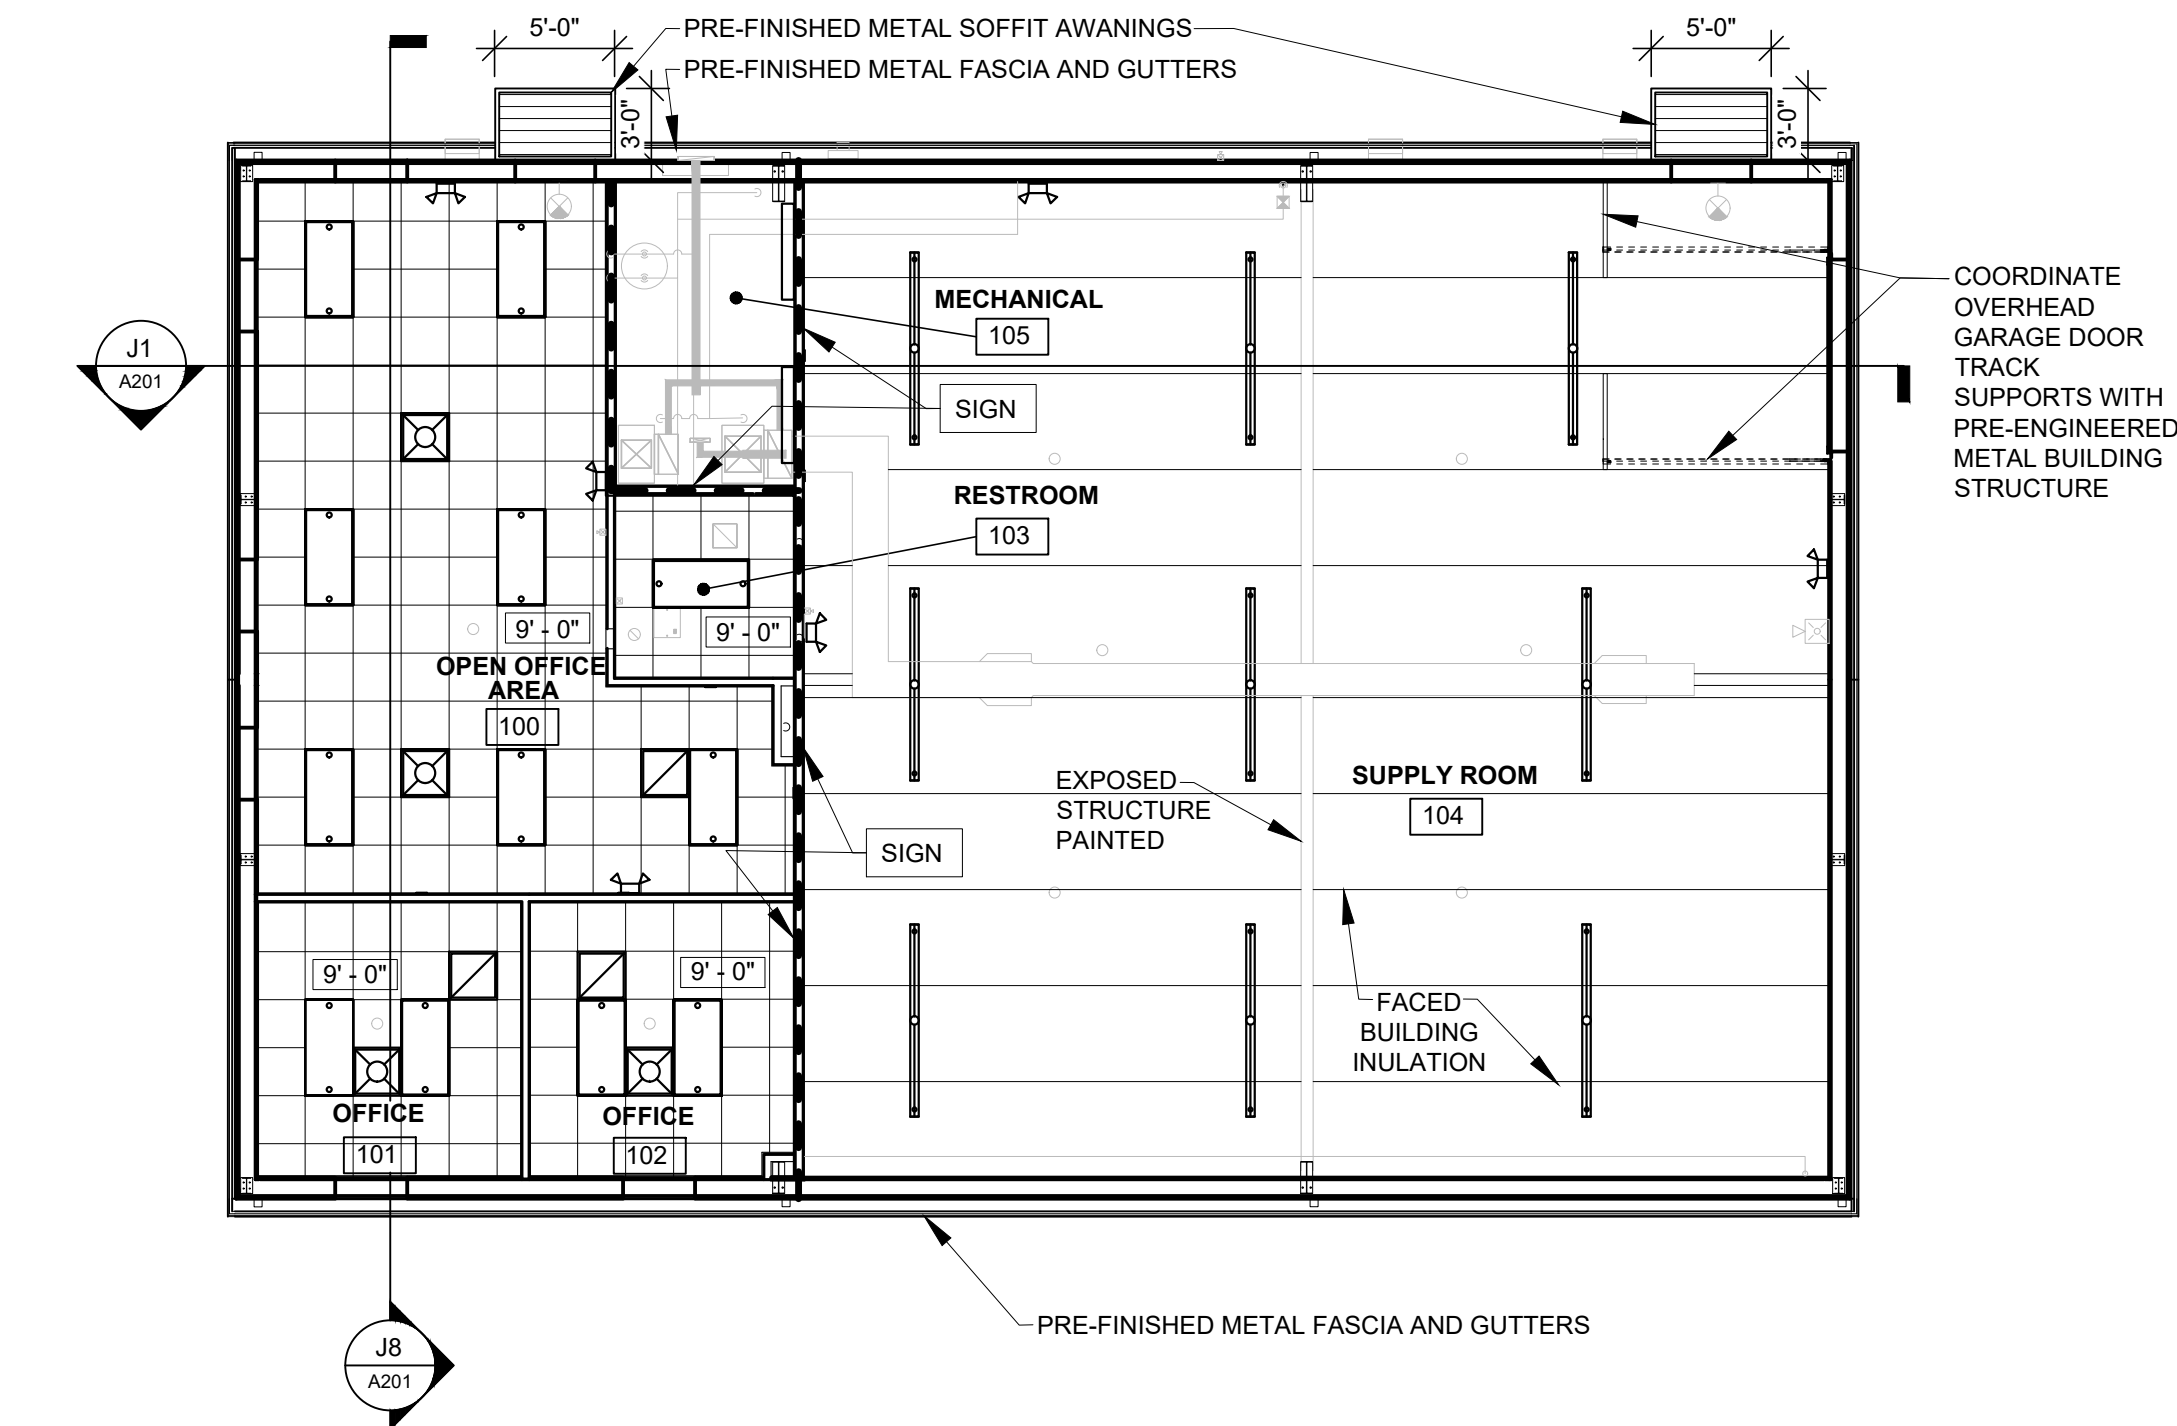 5'-0"
PRE-FINISHED METAL SOFFIT AWANINGS
5'-0"
PRE-FINISHED METAL FASCIA AND GUTTERS
3'-0"
3'-0"
MECHANICAL
105
COORDINATE
OVERHEAD
GARAGE DOOR
TRACK
SUPPORTS WITH
PRE-ENGINEERED
METAL BUILDING
STRUCTURE
J1
A201
SIGN
RESTROOM
103
9' - 0"
9' - 0"
OPEN OFFICE
AREA
100
EXPOSED
STRUCTURE
PAINTED
SUPPLY ROOM
104
SIGN
9' - 0"
9' - 0"
FACED
BUILDING
INULATION
OFFICE
101
OFFICE
102
PRE-FINISHED METAL FASCIA AND GUTTERS
J8
A201